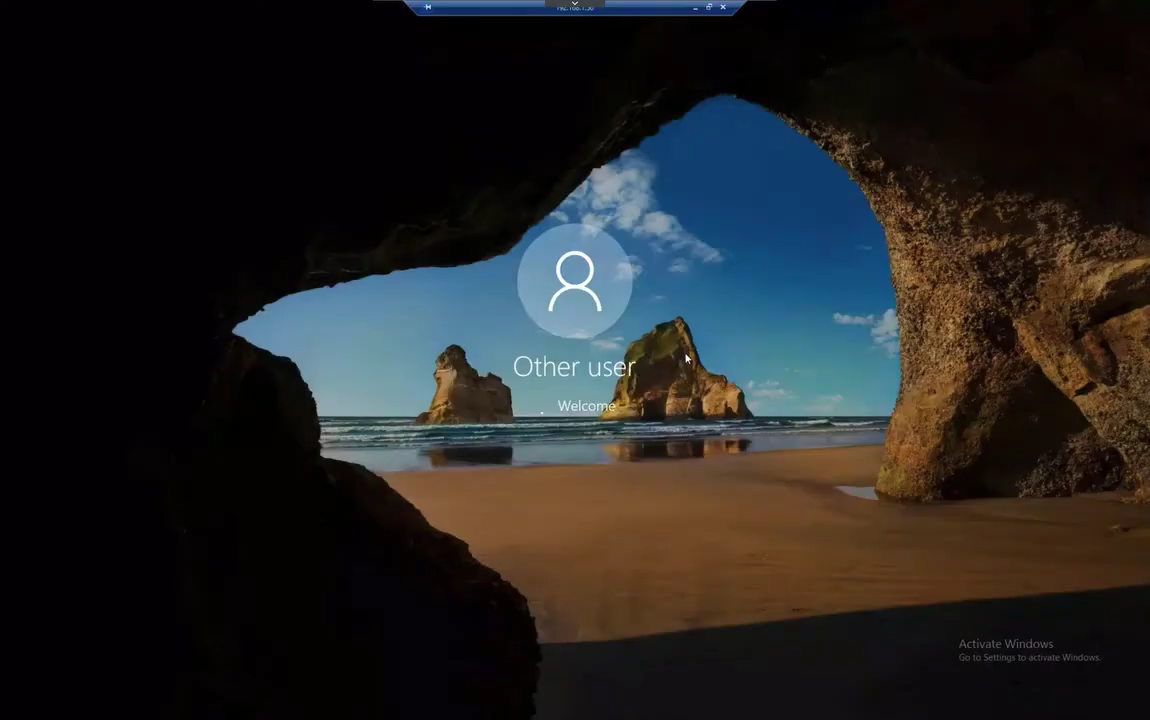 Other user
Welcome
Activate Windows
Go to Settings to activate Windows.